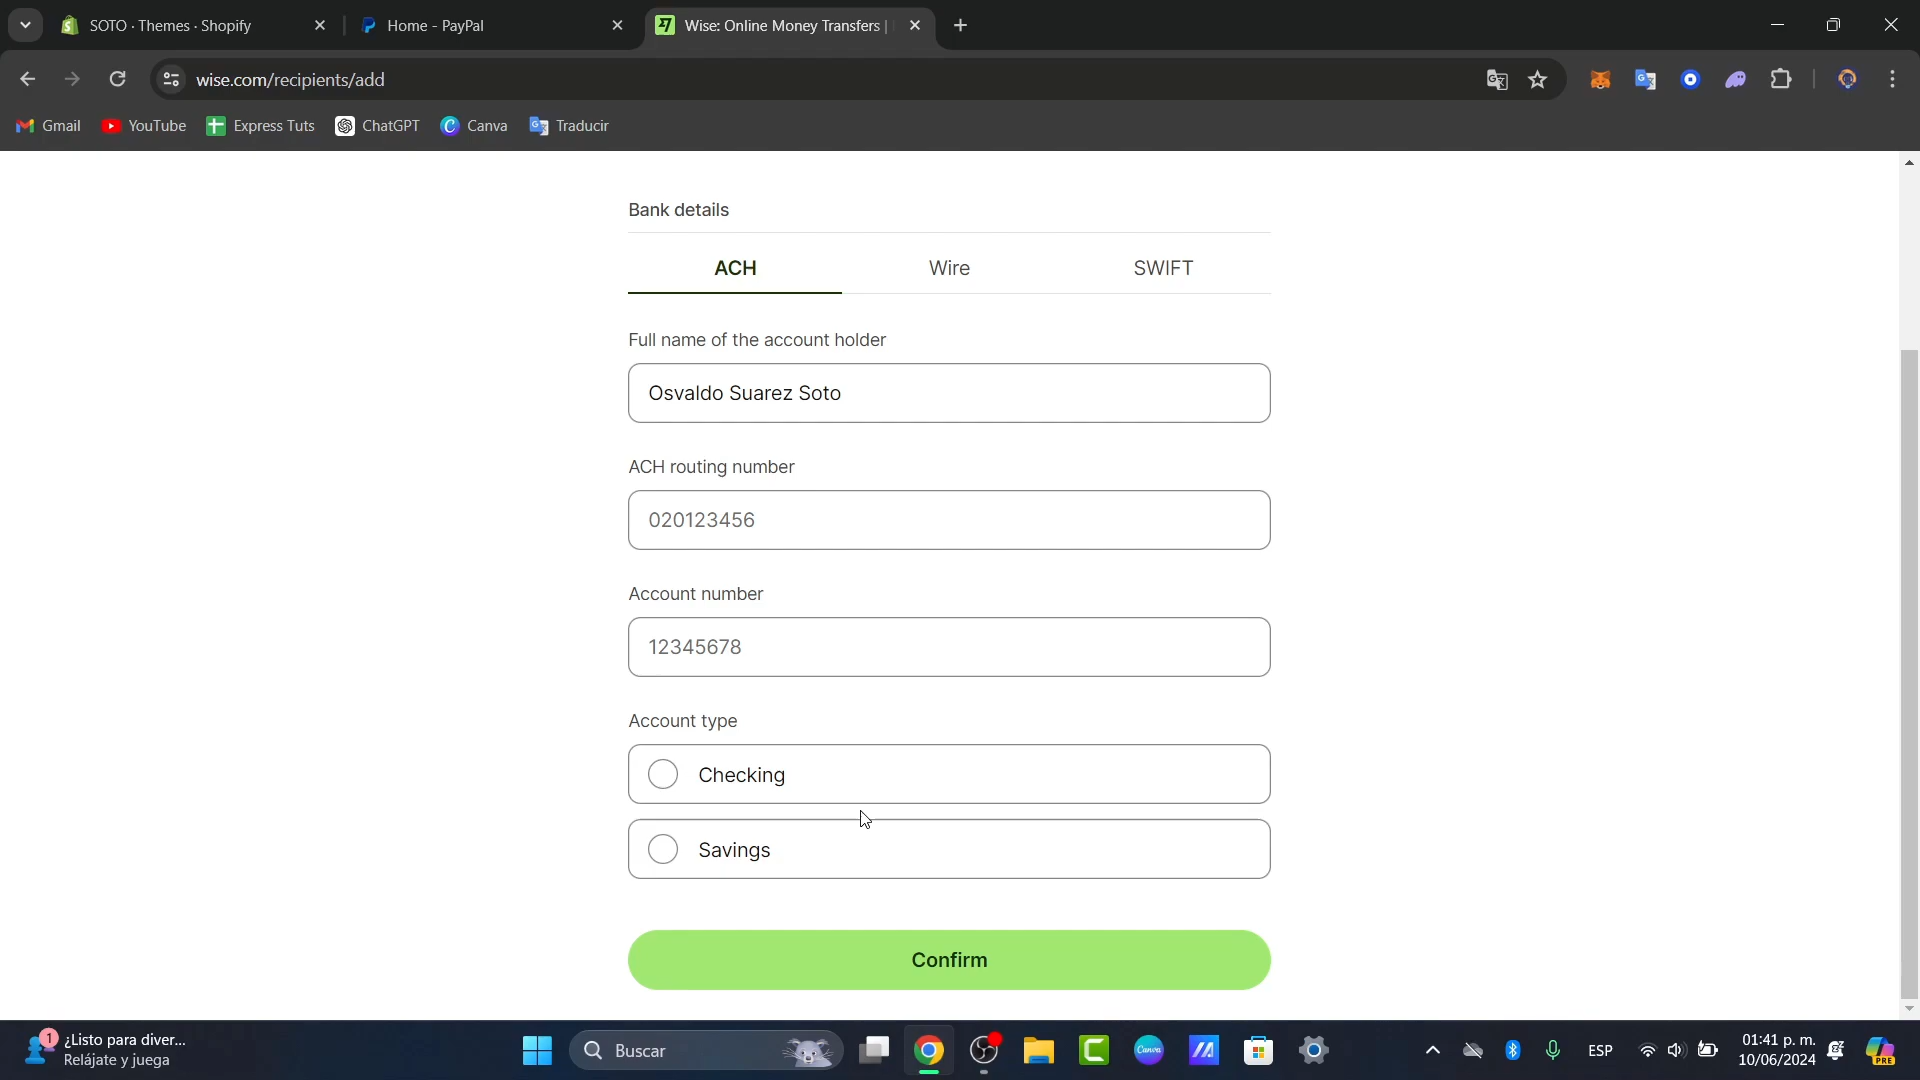 SOTO · Themes · Shopify
Home - PayPal
Wise: Online Money Transfers |
wise.com/recipients/add
Gmail
YouTube
Express Tuts
ChatGPT
Canva
Traducir
Bank details
ACH
Wire
SWIFT
Full name of the account holder
Osvaldo Suarez Soto
ACH routing number
020123456
Account number
12345678
Account type
Checking
Savings
Confirm
1
¿Listo para diver...
Relájate y juega
Buscar
Canva
ESP
01:41 p. m.
10/06/2024
PRE